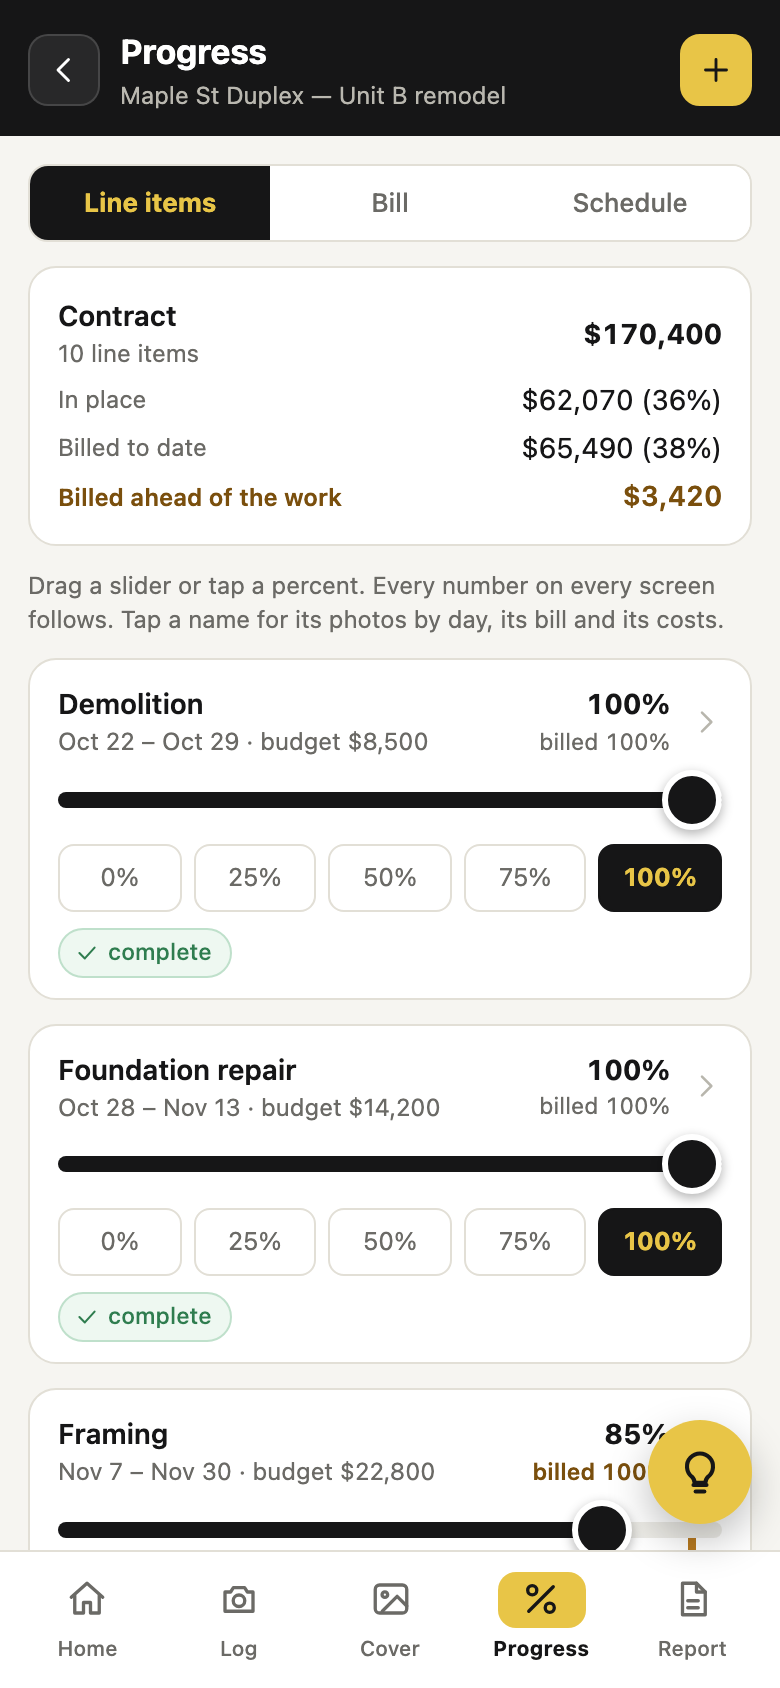 Progress
Maple St Duplex — Unit B remodel
Line items
Bill
Schedule
Contract
10 line items
$170,400
In place
$62,070 (36%)
Billed to date
$65,490 (38%)
Billed ahead of the work
$3,420
Drag a slider or tap a percent. Every number on every screen
follows. Tap a name for its photos by day, its bill and its costs.
Demolition
100%
Oct 22 – Oct 29 · budget $8,500
billed 100%
0%
25%
50%
75%
100%
complete
Foundation repair
100%
Oct 28 – Nov 13 · budget $14,200
billed 100%
0%
25%
50%
75%
100%
complete
Framing
85%
Nov 7 – Nov 30 · budget $22,800
billed 100
Home
Log
Cover
Progress
Report